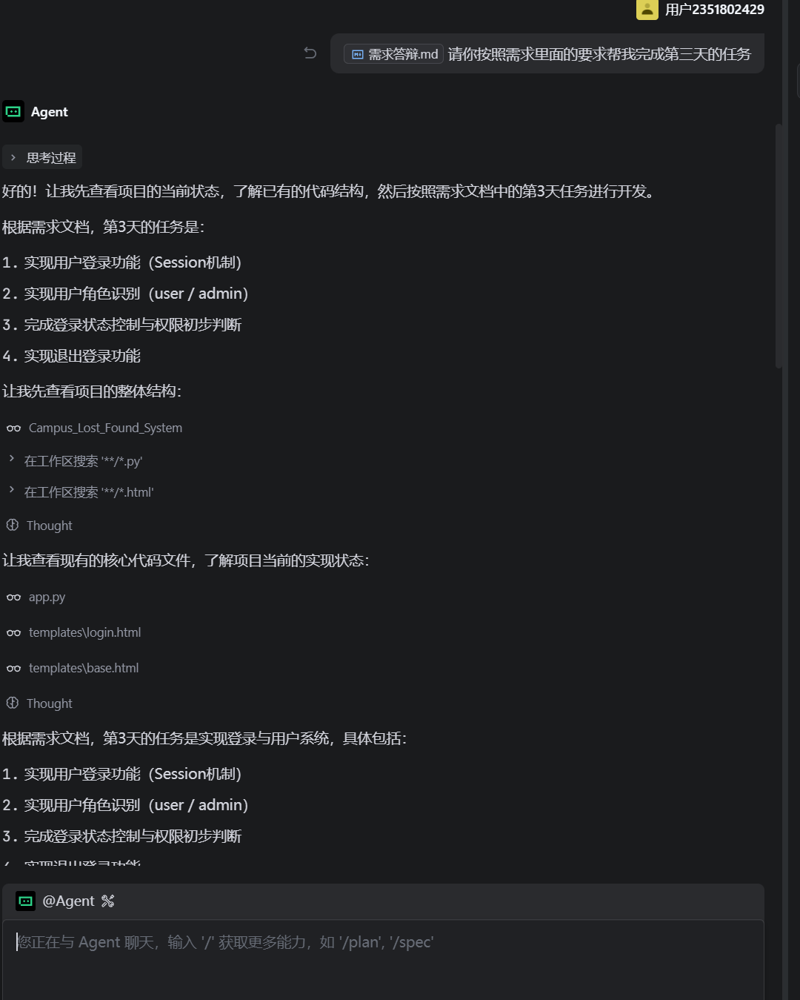 用户2351802429
需求答辩.md 请你按照需求里面的要求帮我完成第三天的任务
Agent
思考过程
好的！让我先查看项目的当前状态，了解已有的代码结构，然后按照需求文档中的第3天任务进行开发。
根据需求文档，第3天的任务是：
1. 实现用户登录功能（Session机制）
2. 实现用户角色识别（user / admin）
3. 完成登录状态控制与权限初步判断
4. 实现退出登录功能
让我先查看项目的整体结构：
Campus_Lost_Found_System
在工作区搜索 '**/*.py'
在工作区搜索 '**/*.html'
Thought
让我查看现有的核心代码文件，了解项目当前的实现状态：
app.py
templates\login.html
templates\base.html
Thought
根据需求文档，第3天的任务是实现登录与用户系统，具体包括：
1. 实现用户登录功能（Session机制）
2. 实现用户角色识别（user / admin）
3. 完成登录状态控制与权限初步判断
4. 实现退出登录功能
@Agent
您正在与 Agent 聊天，输入 '/' 获取更多能力，如 '/plan', '/spec'